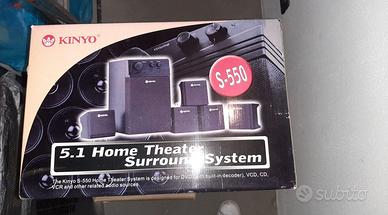 KINYO
S-550
5.1 Home Theater
Surround System
The Kinyo S-550 Home Theater System is designed for DVD (with built-in decoder), VCD, CD,
VCR and other related audio sources.
subito